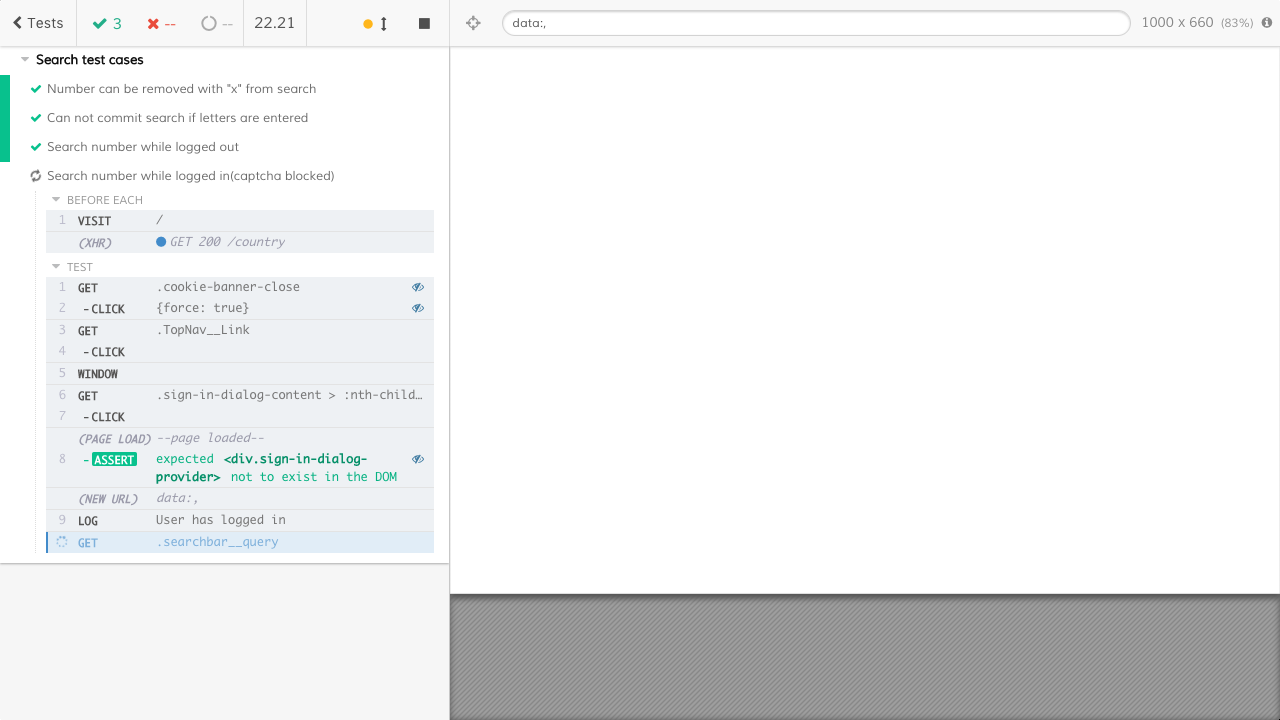 Tests 3 -- -- 22.21 data:, 1000 x 660 (83%)
Search test cases
Number can be removed with "x" from search
Can not commit search if letters are entered
Search number while logged out
Search number while logged in(captcha blocked)
BEFORE EACH
1 VISIT /
(XHR) GET 200 /country
TEST
1 GET .cookie-banner-close
2 -CLICK {force: true}
3 GET .TopNav__Link
4 -CLICK
5 WINDOW
6 GET .sign-in-dialog-content > :nth-child…
7 -CLICK
(PAGE LOAD) --page loaded--
8 -ASSERT expected <div.sign-in-dialog-
provider> not to exist in the DOM
(NEW URL) data:,
9 LOG User has logged in
GET .searchbar__query